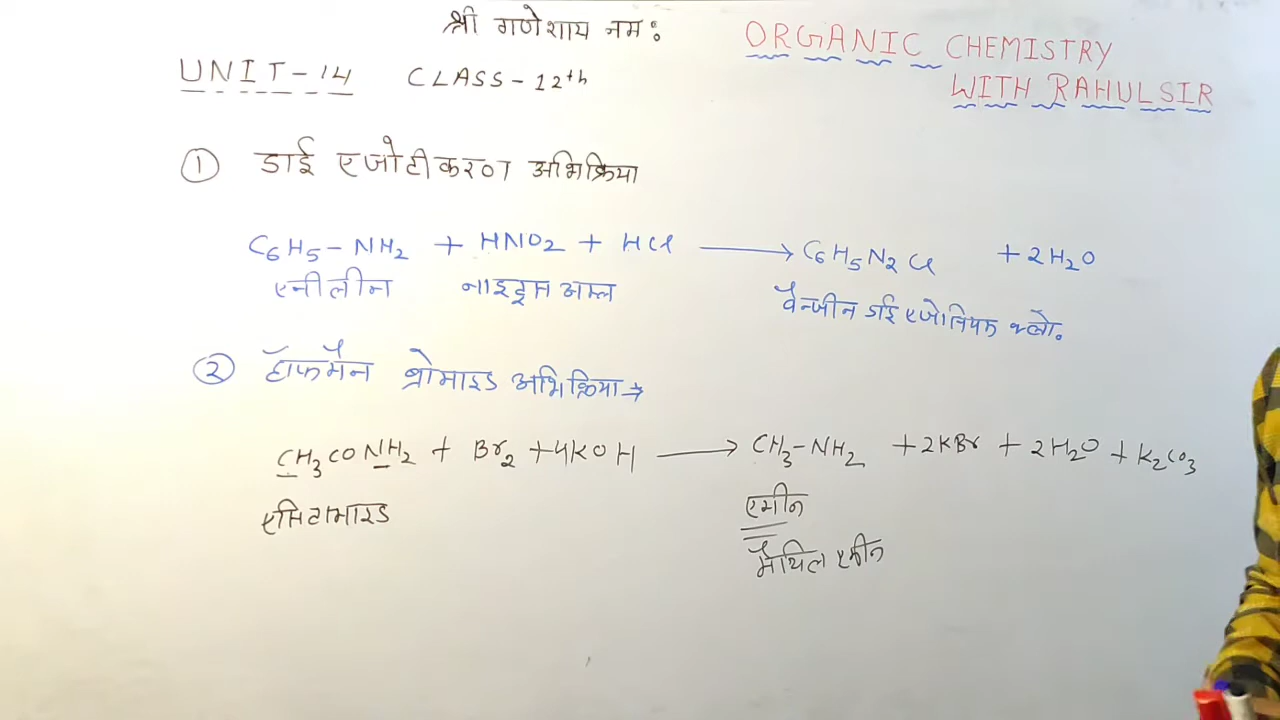 श्री गणेशाय नमः
ORGANIC CHEMISTRY
WITH RAHULSIR
UNIT-14 CLASS-12th
1 डाई एजोटीकरण अभिक्रिया
C6H5-NH2 + HNO2 + HCl ⟶ C6H5N2Cl + 2H2O
एनीलीन नाइट्रस अम्ल बैन्जीन डाई एजोनियम क्लो.
2 हॉफमैन ब्रोमाइड अभिक्रिया→
CH3CONH2 + Br2 + 4KOH ⟶ CH3-NH2 + 2KBr + 2H2O + K2CO3
एसिटामाइड एमीन
मैथिल एमीन